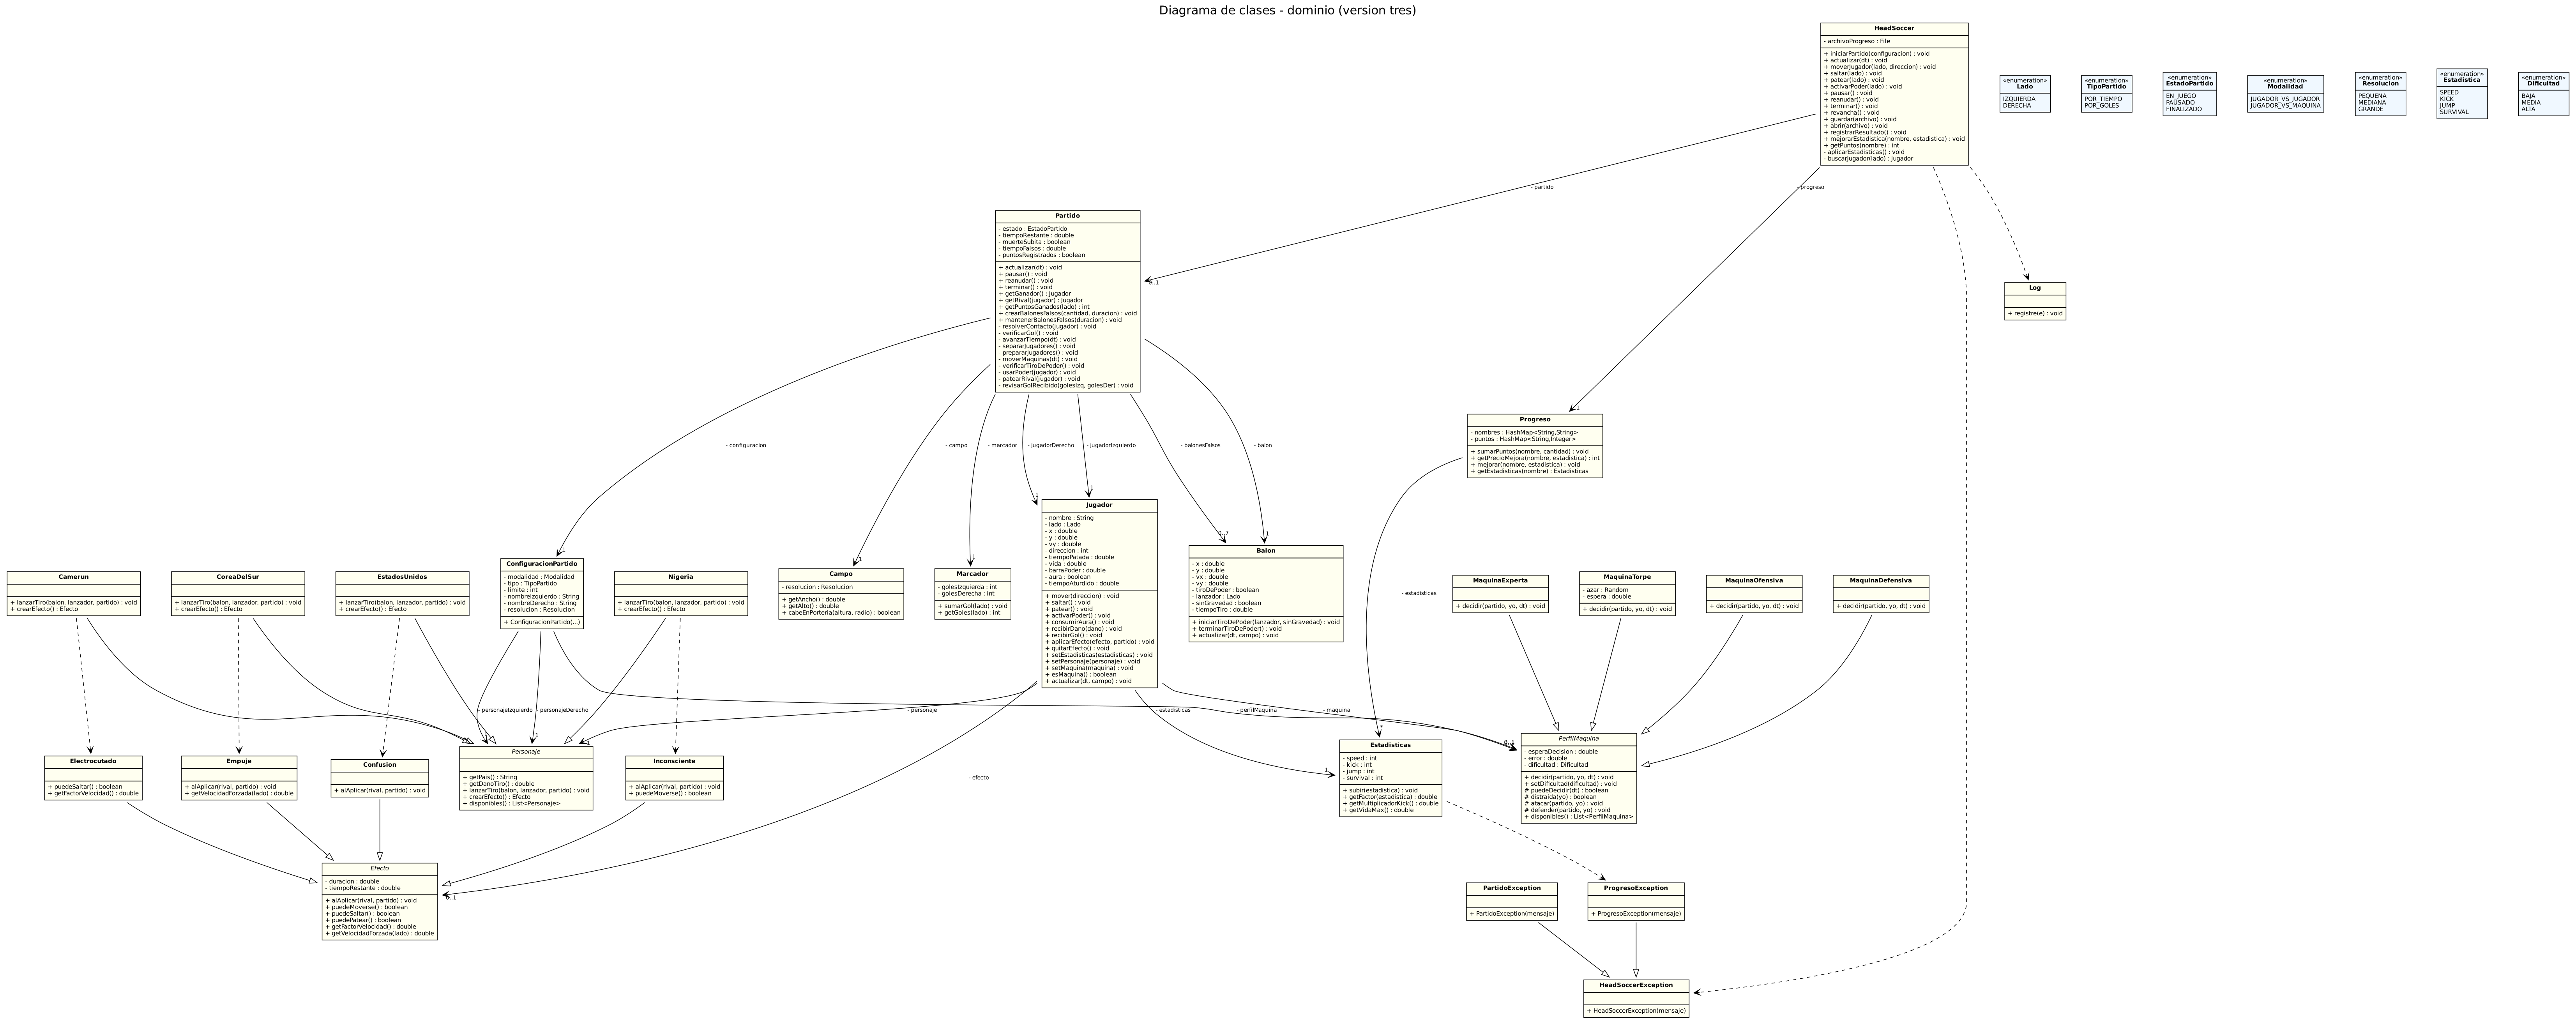 Diagrama de clases - dominio (version tres)
HeadSoccer
- archivoProgreso : File
+ iniciarPartido(configuracion) : void
+ actualizar(dt) : void
+ moverJugador(lado, direccion) : void
+ saltar(lado) : void
+ patear(lado) : void
+ activarPoder(lado) : void
+ pausar() : void
+ reanudar() : void
+ terminar() : void
+ revancha() : void
+ guardar(archivo) : void
+ abrir(archivo) : void
+ registrarResultado() : void
+ mejorarEstadistica(nombre, estadistica) : void
+ getPuntos(nombre) : int
- aplicarEstadisticas() : void
- buscarJugador(lado) : Jugador
«enumeration»
Lado
IZQUIERDA
DERECHA
«enumeration»
TipoPartido
POR_TIEMPO
POR_GOLES
«enumeration»
EstadoPartido
EN_JUEGO
PAUSADO
FINALIZADO
«enumeration»
Modalidad
JUGADOR_VS_JUGADOR
JUGADOR_VS_MAQUINA
«enumeration»
Resolucion
PEQUENA
MEDIANA
GRANDE
«enumeration»
Estadistica
SPEED
KICK
JUMP
SURVIVAL
«enumeration»
Dificultad
BAJA
MEDIA
ALTA
- partido
- progreso
Partido
- estado : EstadoPartido
- tiempoRestante : double
- muerteSubita : boolean
- tiempoFalsos : double
- puntosRegistrados : boolean
+ actualizar(dt) : void
+ pausar() : void
+ reanudar() : void
+ terminar() : void
+ getGanador() : Jugador
+ getRival(jugador) : Jugador
+ getPuntosGanados(lado) : int
+ crearBalonesFalsos(cantidad, duracion) : void
+ mantenerBalonesFalsos(duracion) : void
- resolverContacto(jugador) : void
- verificarGol() : void
- avanzarTiempo(dt) : void
- separarJugadores() : void
- prepararJugadores() : void
- moverMaquinas(dt) : void
- verificarTiroDePoder() : void
- usarPoder(jugador) : void
- patearRival(jugador) : void
- revisarGolRecibido(golesIzq, golesDer) : void
0..1
Log
+ registre(e) : void
Progreso
- nombres : HashMap<String,String>
- puntos : HashMap<String,Integer>
+ sumarPuntos(nombre, cantidad) : void
+ getPrecioMejora(nombre, estadistica) : int
+ mejorar(nombre, estadistica) : void
+ getEstadisticas(nombre) : Estadisticas
1
- configuracion
- campo
- marcador
- jugadorDerecho
- jugadorIzquierdo
- balonesFalsos
- balon
1
1
1
1
1
0..7
1
Jugador
- nombre : String
- lado : Lado
- x : double
- y : double
- vy : double
- direccion : int
- tiempoPatada : double
- vida : double
- barraPoder : double
- aura : boolean
- tiempoAturdido : double
+ mover(direccion) : void
+ saltar() : void
+ patear() : void
+ activarPoder() : void
+ consumirAura() : void
+ recibirDano(dano) : void
+ recibirGol() : void
+ aplicarEfecto(efecto, partido) : void
+ quitarEfecto() : void
+ setEstadisticas(estadisticas) : void
+ setPersonaje(personaje) : void
+ setMaquina(maquina) : void
+ esMaquina() : boolean
+ actualizar(dt, campo) : void
Balon
- x : double
- y : double
- vx : double
- vy : double
- tiroDePoder : boolean
- lanzador : Lado
- sinGravedad : boolean
- tiempoTiro : double
+ iniciarTiroDePoder(lanzador, sinGravedad) : void
+ terminarTiroDePoder() : void
+ actualizar(dt, campo) : void
Camerun
+ lanzarTiro(balon, lanzador, partido) : void
+ crearEfecto() : Efecto
CoreaDelSur
+ lanzarTiro(balon, lanzador, partido) : void
+ crearEfecto() : Efecto
EstadosUnidos
+ lanzarTiro(balon, lanzador, partido) : void
+ crearEfecto() : Efecto
ConfiguracionPartido
- modalidad : Modalidad
- tipo : TipoPartido
- limite : int
- nombreIzquierdo : String
- nombreDerecho : String
- resolucion : Resolucion
+ ConfiguracionPartido(...)
Nigeria
+ lanzarTiro(balon, lanzador, partido) : void
+ crearEfecto() : Efecto
Campo
- resolucion : Resolucion
+ getAncho() : double
+ getAlto() : double
+ cabeEnPorteria(altura, radio) : boolean
Marcador
- golesIzquierda : int
- golesDerecha : int
+ sumarGol(lado) : void
+ getGoles(lado) : int
- estadisticas
MaquinaExperta
+ decidir(partido, yo, dt) : void
MaquinaTorpe
- azar : Random
- espera : double
+ decidir(partido, yo, dt) : void
MaquinaOfensiva
+ decidir(partido, yo, dt) : void
MaquinaDefensiva
+ decidir(partido, yo, dt) : void
- personajeIzquierdo
- personajeDerecho
- personaje
- estadisticas
- perfilMaquina
- maquina
1
1
1
*
0..1
Electrocutado
+ puedeSaltar() : boolean
+ getFactorVelocidad() : double
Empuje
+ alAplicar(rival, partido) : void
+ getVelocidadForzada(lado) : double
Confusion
+ alAplicar(rival, partido) : void
Personaje
+ getPais() : String
+ getDanoTiro() : double
+ lanzarTiro(balon, lanzador, partido) : void
+ crearEfecto() : Efecto
+ disponibles() : List<Personaje>
Inconsciente
+ alAplicar(rival, partido) : void
+ puedeMoverse() : boolean
- efecto
1
Estadisticas
- speed : int
- kick : int
- jump : int
- survival : int
+ subir(estadistica) : void
+ getFactor(estadistica) : double
+ getMultiplicadorKick() : double
+ getVidaMax() : double
PerfilMaquina
- esperaDecision : double
- error : double
- dificultad : Dificultad
+ decidir(partido, yo, dt) : void
+ setDificultad(dificultad) : void
# puedeDecidir(dt) : boolean
# distraida(yo) : boolean
# atacar(partido, yo) : void
# defender(partido, yo) : void
+ disponibles() : List<PerfilMaquina>
Efecto
- duracion : double
- tiempoRestante : double
+ alAplicar(rival, partido) : void
+ puedeMoverse() : boolean
+ puedeSaltar() : boolean
+ puedePatear() : boolean
+ getFactorVelocidad() : double
+ getVelocidadForzada(lado) : double
0..1
PartidoException
+ PartidoException(mensaje)
ProgresoException
+ ProgresoException(mensaje)
HeadSoccerException
+ HeadSoccerException(mensaje)